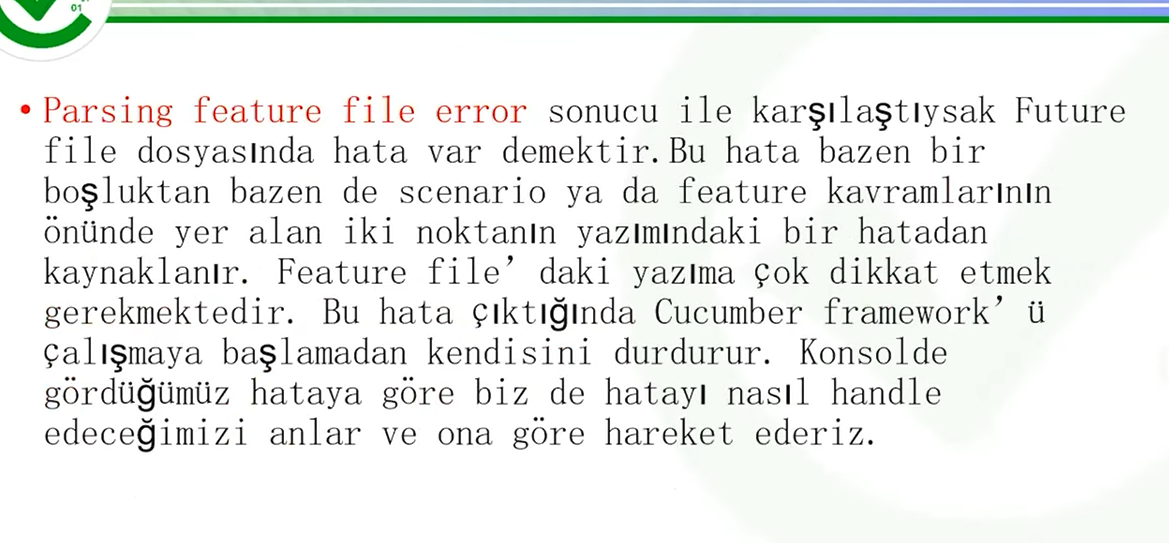 01
• Parsing feature file error sonucu ile karşılaştıysak Future
file dosyasında hata var demektir. Bu hata bazen bir
boşluktan bazen de scenario ya da feature kavramlarının
önünde yer alan iki noktanın yazımındaki bir hatadan
kaynaklanır. Feature file’ daki yazıma çok dikkat etmek
gerekmektedir. Bu hata çıktığında Cucumber framework’ ü
çalışmaya başlamadan kendisini durdurur. Konsolde
gördüğümüz hataya göre biz de hatayı nasıl handle
edeceğimizi anlar ve ona göre hareket ederiz.